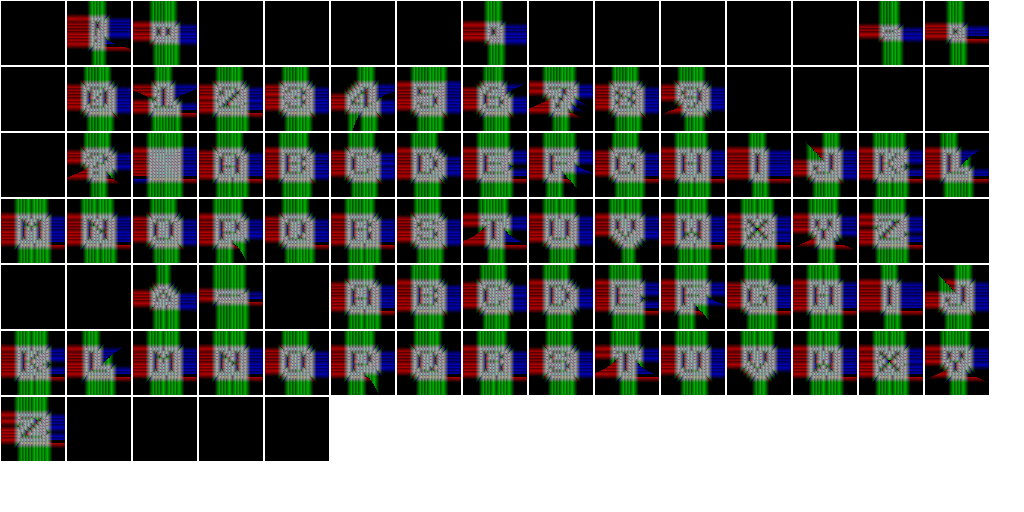 ! " ' - .
0 1 2 3 4 5 6 7 8 9
? A B C D E F G H I J K L
M N O P Q R S T U V W X Y Z
^ _ A B C D E F G H I J
K L M N O P Q R S T U V W X Y
Z